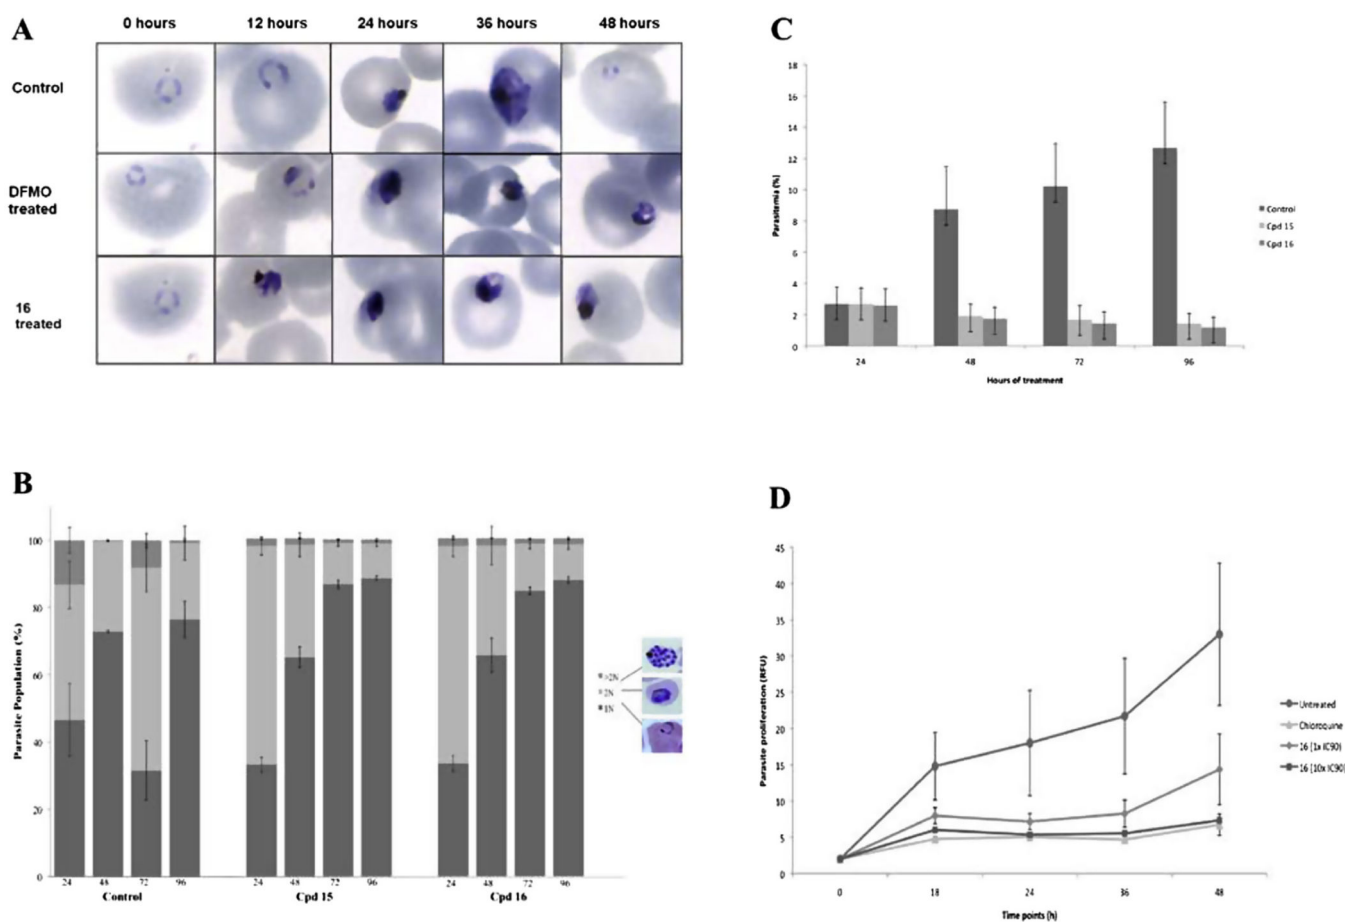 A
0 hours 12 hours 24 hours 36 hours 48 hours
Control
DFMO
treated
16
treated
C
18
16
14
12
10
8
6
4
2
0
Parasitemia (%)
24 48 72 96
Hours of treatment
Control
Cpd 15
Cpd 16
B
100
80
60
40
20
0
Parasite Population (%)
24 48 72 96 24 48 72 96 24 48 72 96
Control Cpd 15 Cpd 16
>2N
2N
1N
D
45
40
35
30
25
20
15
10
5
0
Parasite proliferation (RFU)
0 18 24 36 48
Time points (h)
Untreated
Chloroquine
16 (1x IC90)
16 (10x IC90)